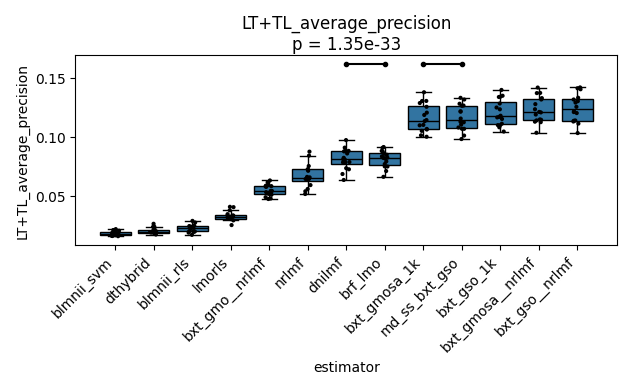 LT+TL_average_precision
p = 1.35e-33
LT+TL_average_precision
0.15
0.10
0.05
blmnii_svm
dthybrid
blmnii_rls
lmorls
bxt_gmo__nrlmf
nrlmf
dnilmf
brf_lmo
bxt_gmosa_1k
md_ss_bxt_gso
bxt_gso_1k
bxt_gmosa__nrlmf
bxt_gso__nrlmf
estimator